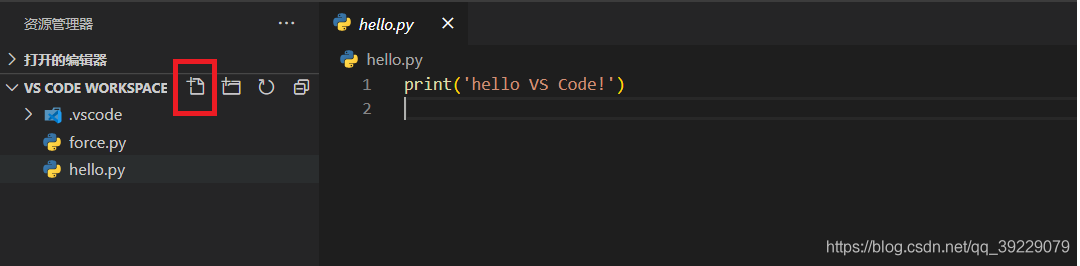 资源管理器 ···
打开的编辑器
VS CODE WORKSPACE
.vscode
force.py
hello.py
hello.py ×
hello.py
1 print('hello VS Code!')
2
https://blog.csdn.net/qq_39229079